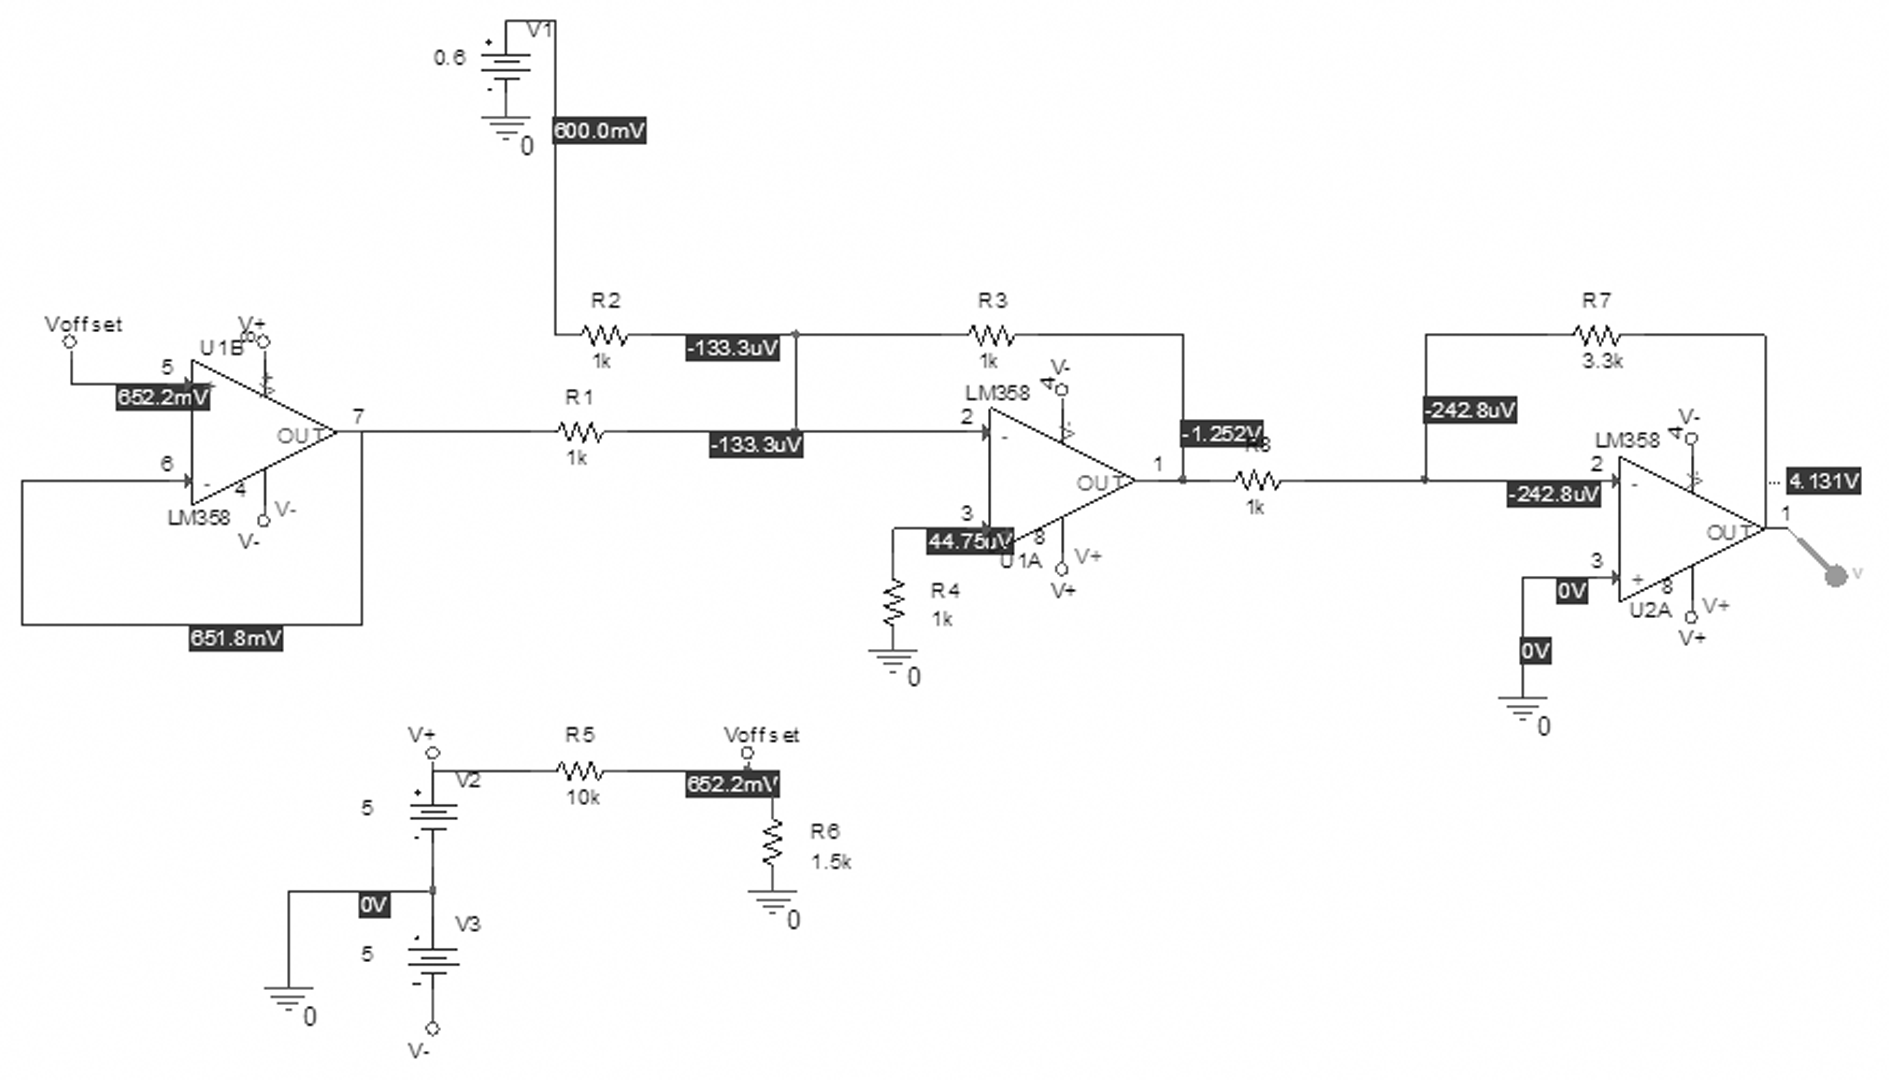 V1
0.6
+
-
600.0mV
0
R2
1k
-133.3uV
R3
1k
R7
3.3k
Voffset
V+
8
U1B
5
652.2mV
+
V+
OUT
7
6
-
4
LM358
V-
V-
651.8mV
R1
1k
-133.3uV
LM358
V-
4
V-
2
-
OUT
1
3
44.75uV
8
U1A
V+
V+
R4
1k
0
-1.252V
R8
1k
-242.8uV
-242.8uV
LM358
V-
4
V-
2
-
OUT
1
4.131V
V
3
+
0V
8
U2A
V+
V+
0V
0
V+
V2
5
+
-
R5
10k
Voffset
652.2mV
R6
1.5k
0
0V
0
V3
5
+
-
V-